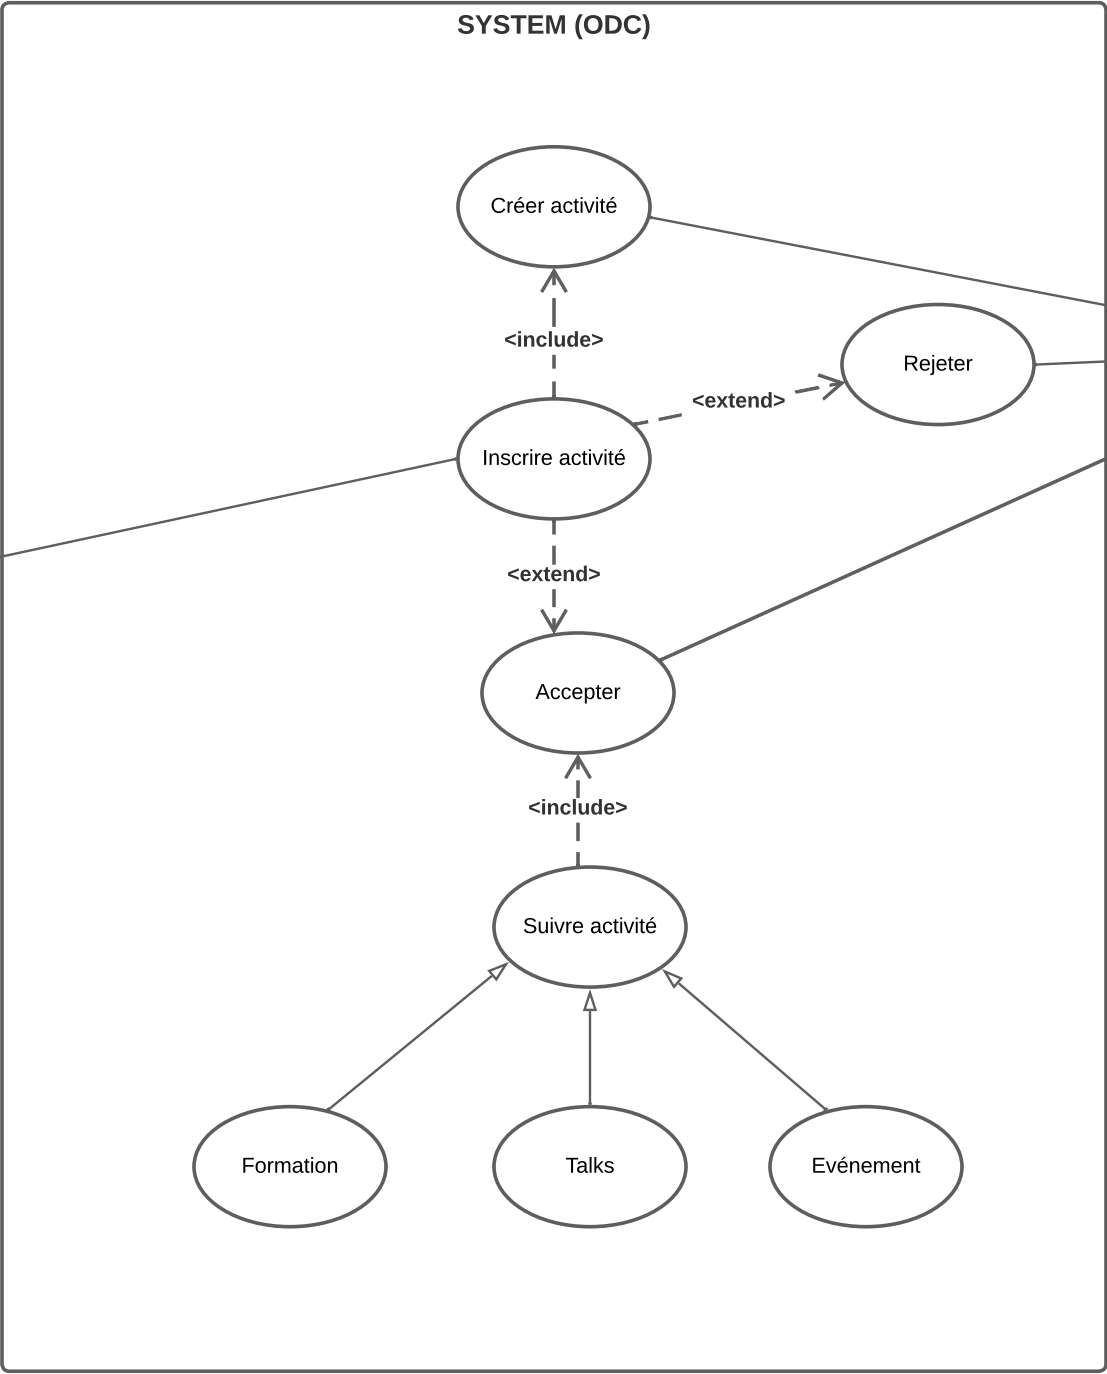 SYSTEM (ODC)
Créer activité
<include>
Rejeter
<extend>
Inscrire activité
<extend>
Accepter
<include>
Suivre activité
Formation
Talks
Evénement